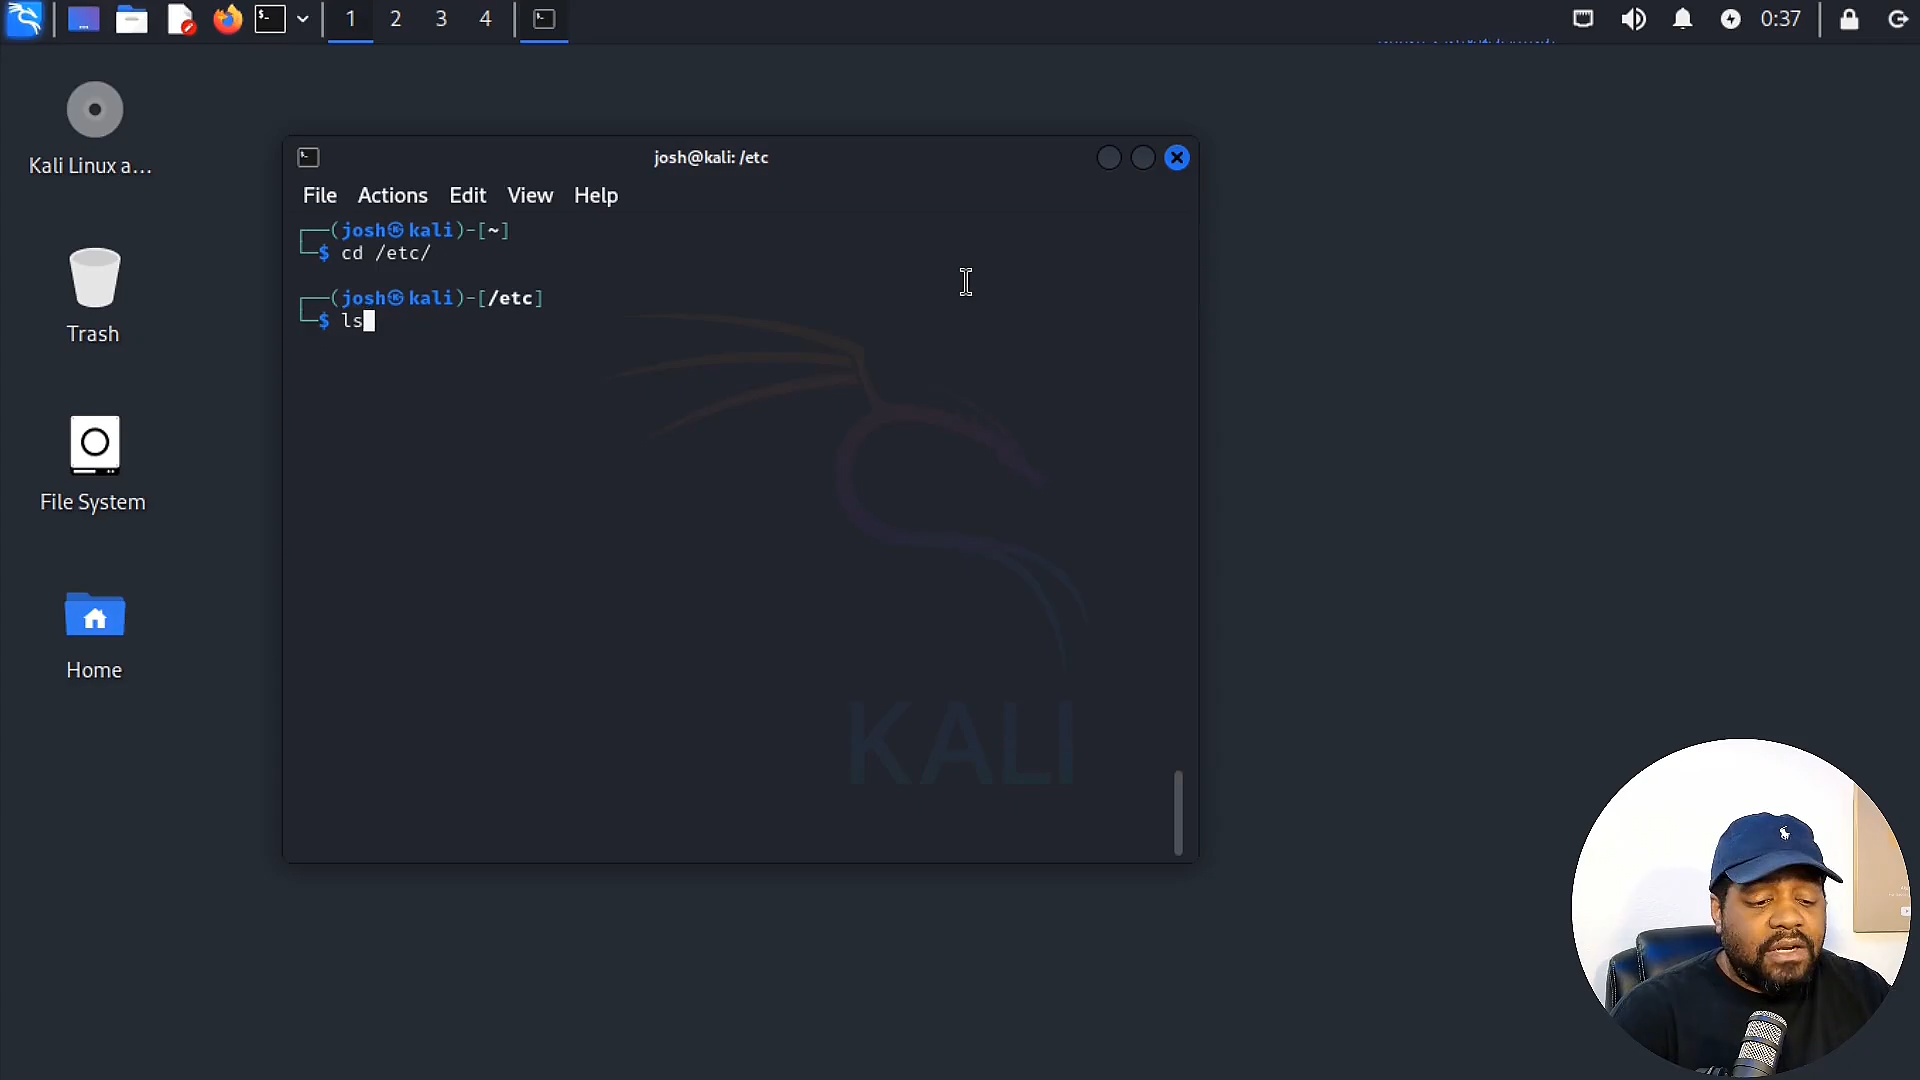 1 2 3 4 0:37
Kali Linux a...
Trash
File System
Home
josh@kali: /etc
File Actions Edit View Help
┌──(josh㉿kali)-[~]
└─$ cd /etc/
┌──(josh㉿kali)-[/etc]
└─$ ls
KALI